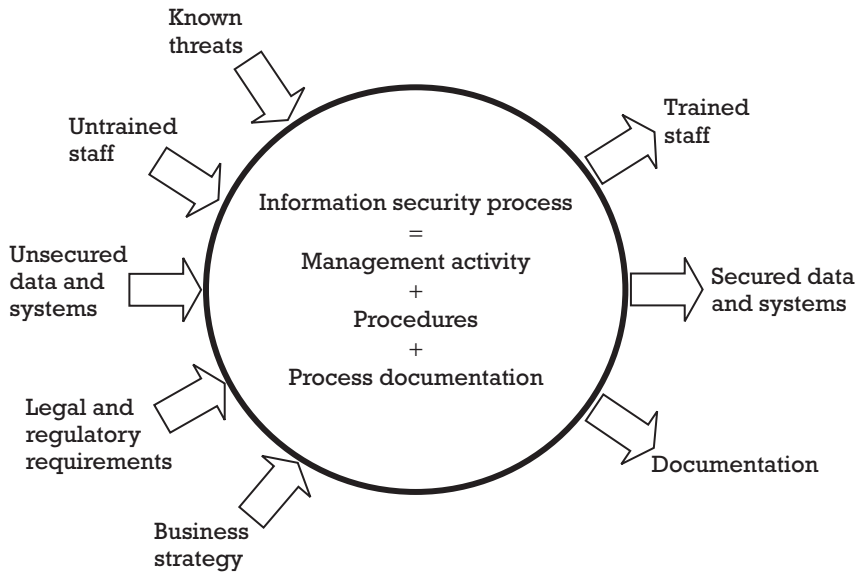 Known
threats
Untrained
staff
Unsecured
data and
systems
Legal and
regulatory
requirements
Business
strategy
Information security process
=
Management activity
+
Procedures
+
Process documentation
Trained
staff
Secured data
and systems
Documentation